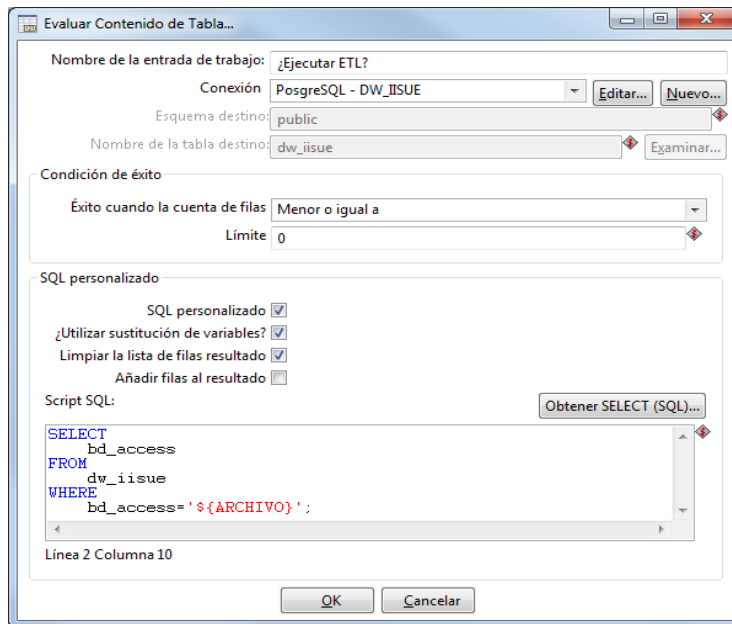 Evaluar Contenido de Tabla...
Nombre de la entrada de trabajo: ¿Ejecutar ETL?
Conexión PosgreSQL - DW_IISUE Editar... Nuevo...
Esquema destino: public
Nombre de la tabla destino: dw_iisue Examinar...
Condición de éxito
Éxito cuando la cuenta de filas Menor o igual a
Límite 0
SQL personalizado
SQL personalizado
¿Utilizar sustitución de variables?
Limpiar la lista de filas resultado
Añadir filas al resultado
Script SQL: Obtener SELECT (SQL)...
SELECT
bd_access
FROM
dw_iisue
WHERE
bd_access='${ARCHIVO}';
Línea 2 Columna 10
OK Cancelar